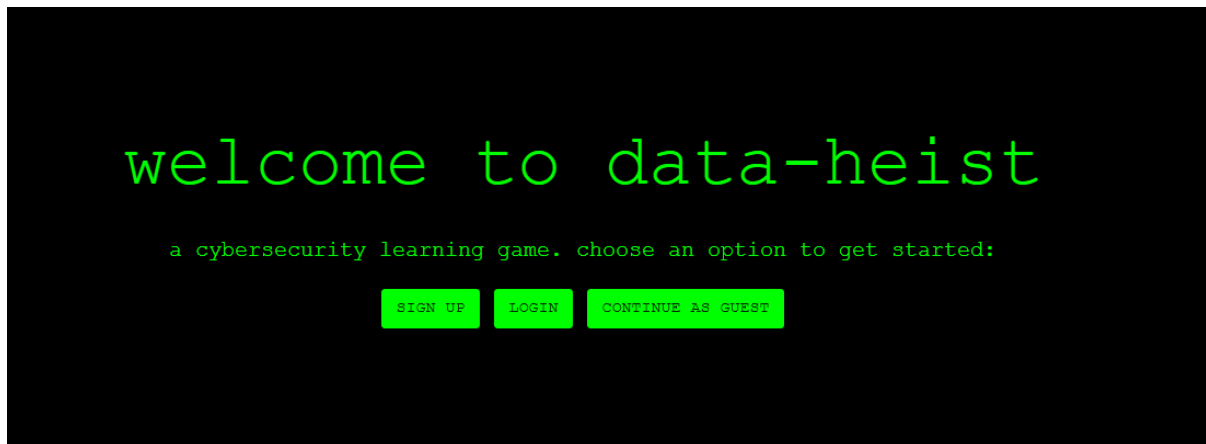 welcome to data-heist
a cybersecurity learning game. choose an option to get started:
SIGN UP LOGIN CONTINUE AS GUEST